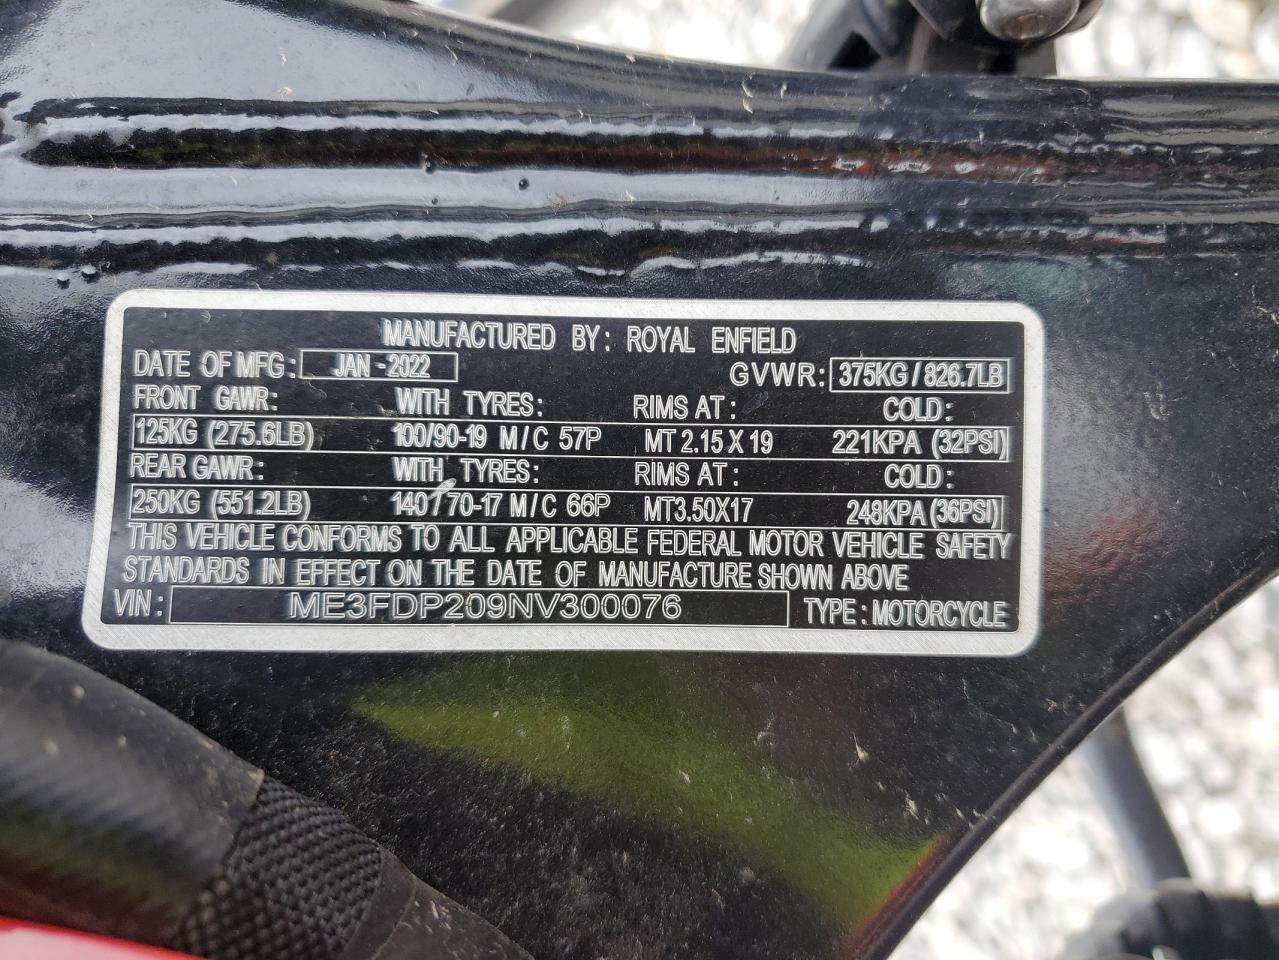 MANUFACTURED BY: ROYAL ENFIELD
DATE OF MFG: JAN -2022 GVWR: 375KG / 826.7LB
FRONT GAWR: WITH TYRES: RIMS AT: COLD:
125KG (275.6LB) 100/90-19 M/C 57P MT 2.15 X 19 221KPA (32PSI)
REAR GAWR: WITH TYRES: RIMS AT: COLD:
250KG (551.2LB) 140/70-17 M/C 66P MT3.50X17 248KPA (36PSI)
THIS VEHICLE CONFORMS TO ALL APPLICABLE FEDERAL MOTOR VEHICLE SAFETY
STANDARDS IN EFFECT ON THE DATE OF MANUFACTURE SHOWN ABOVE
VIN: ME3FDP209NV300076 TYPE: MOTORCYCLE